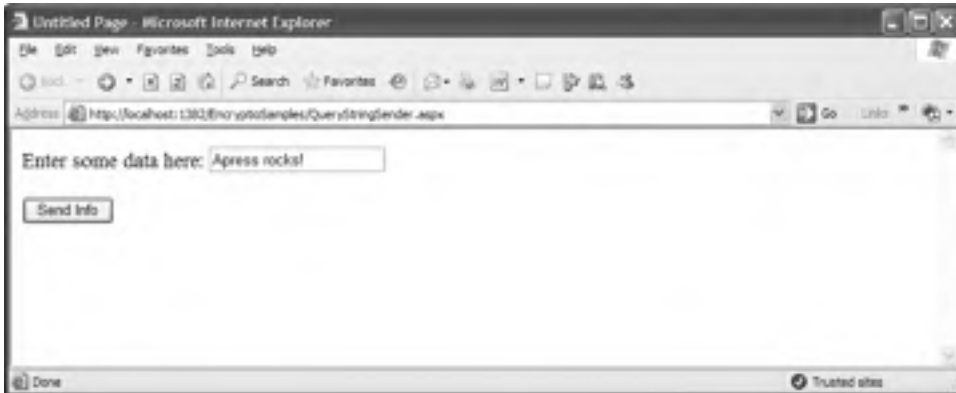 Untitled Page - Microsoft Internet Explorer
File Edit View Favorites Tools Help
Back Search Favorites
Address http://localhost:1382/EncryptoSamples/QueryStringSender.aspx Go Links »
Enter some data here: Apress rocks!
Send Info
Done Trusted sites